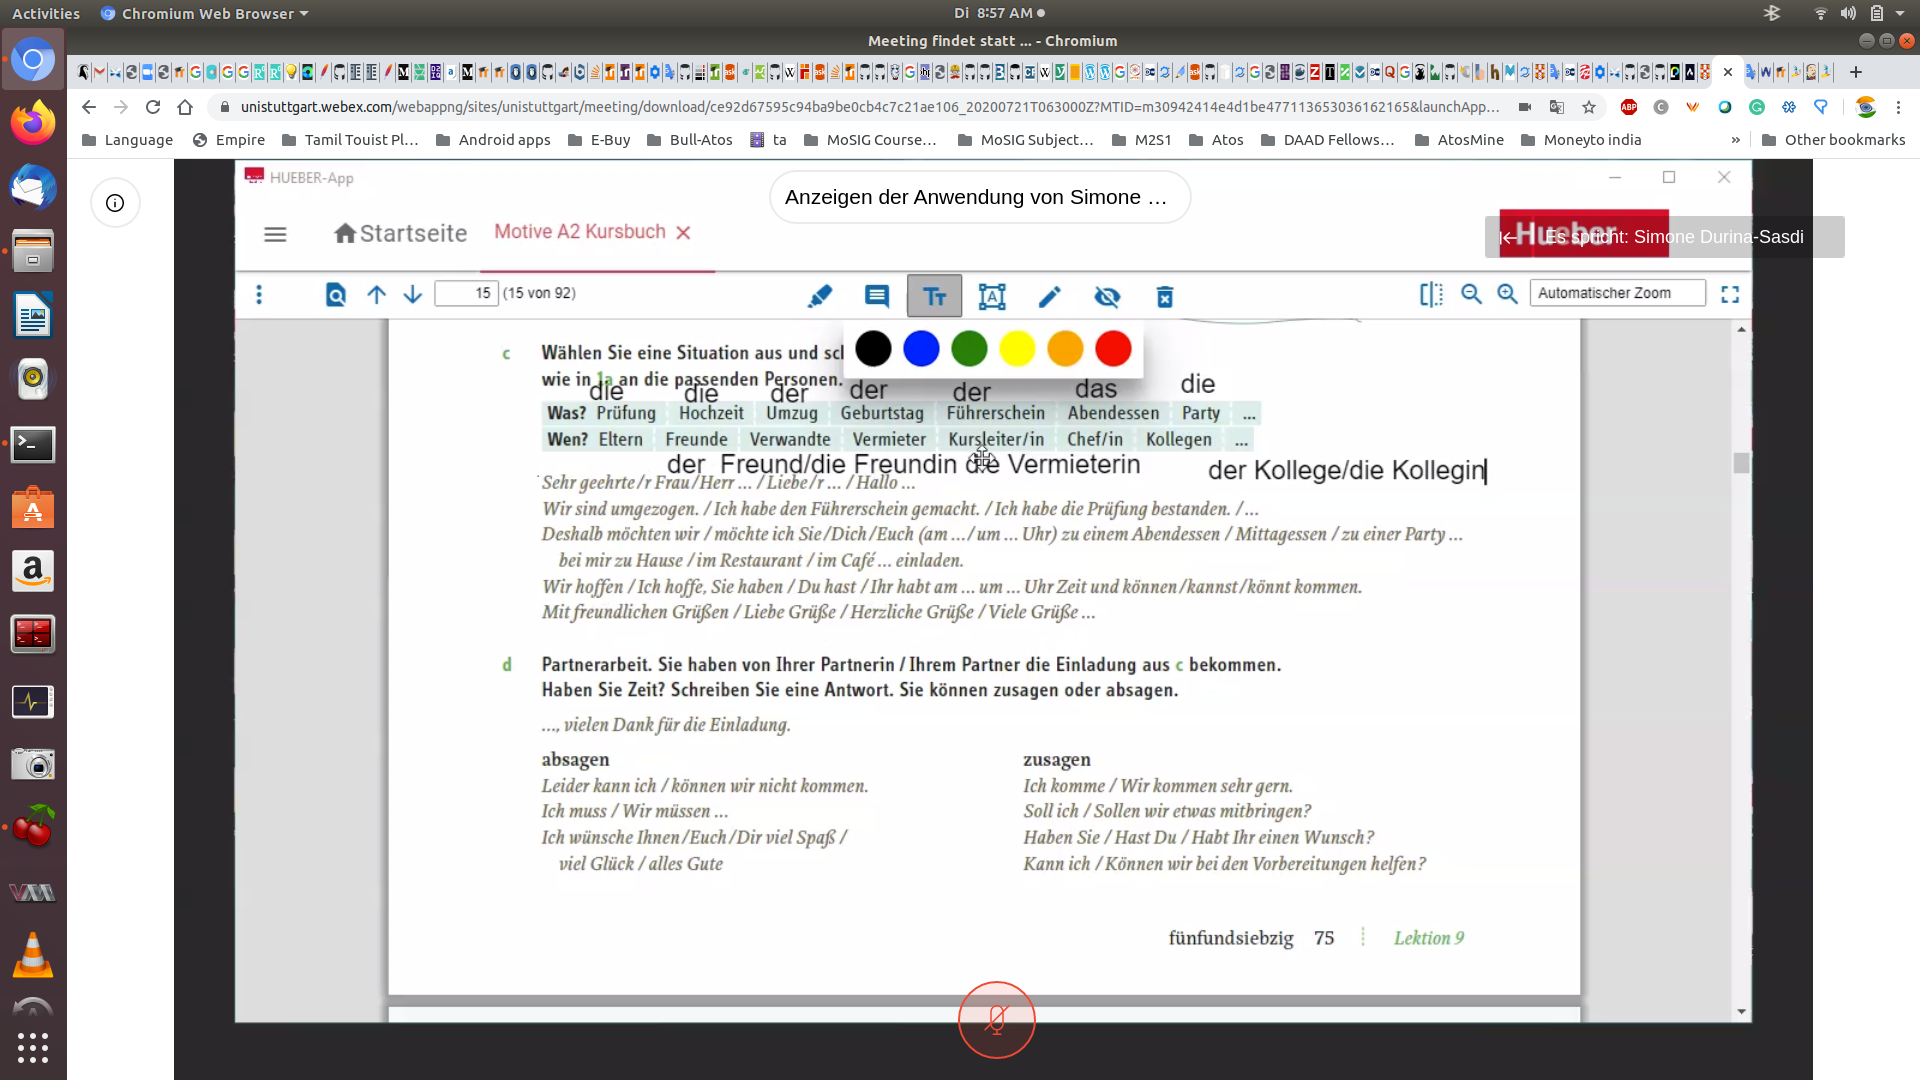 Activities Chromium Web Browser Di 8:57 AM
Meeting findet statt ... - Chromium
unistuttgart.webex.com/webappng/sites/unistuttgart/meeting/download/ce92d67595c94ba9be0cb4c7c21ae106_20200721T063000Z?MTID=m30942414e4d1be477113653036162165&launchApp...
Language Empire Tamil Touist Pl... Android apps E-Buy Bull-Atos ta MoSIG Course... MoSIG Subject... M2S1 Atos DAAD Fellows... AtosMine Moneyto india » Other bookmarks
HUEBER-App
Anzeigen der Anwendung von Simone ...
Startseite Motive A2 Kursbuch
Hueber
Es spricht: Simone Durina-Sasdi
15 (15 von 92) Automatischer Zoom
c Wählen Sie eine Situation aus und
wie in 1a an die passenden Personen.
die die der der der das die
Was? Prüfung Hochzeit Umzug Geburtstag Führerschein Abendessen Party ...
Wen? Eltern Freunde Verwandte Vermieter Kursleiter/in Chef/in Kollegen ...
der Freund/die Freundin die Vermieterin der Kollege/die Kollegin
Sehr geehrte/r Frau/Herr ... / Liebe/r ... / Hallo ...
Wir sind umgezogen. / Ich habe den Führerschein gemacht. / Ich habe die Prüfung bestanden. / ...
Deshalb möchten wir / möchte ich Sie/Dich/Euch (am .../um ... Uhr) zu einem Abendessen / Mittagessen / zu einer Party ...
bei mir zu Hause / im Restaurant / im Café ... einladen.
Wir hoffen / Ich hoffe, Sie haben / Du hast / Ihr habt am ... um ... Uhr Zeit und können/kannst/könnt kommen.
Mit freundlichen Grüßen / Liebe Grüße / Herzliche Grüße / Viele Grüße ...
d Partnerarbeit. Sie haben von Ihrer Partnerin / Ihrem Partner die Einladung aus c bekommen.
Haben Sie Zeit? Schreiben Sie eine Antwort. Sie können zusagen oder absagen.
..., vielen Dank für die Einladung.
absagen
Leider kann ich / können wir nicht kommen.
Ich muss / Wir müssen ...
Ich wünsche Ihnen/Euch/Dir viel Spaß /
viel Glück / alles Gute
zusagen
Ich komme / Wir kommen sehr gern.
Soll ich / Sollen wir etwas mitbringen?
Haben Sie / Hast Du / Habt Ihr einen Wunsch?
Kann ich / Können wir bei den Vorbereitungen helfen?
fünfundsiebzig 75 Lektion 9